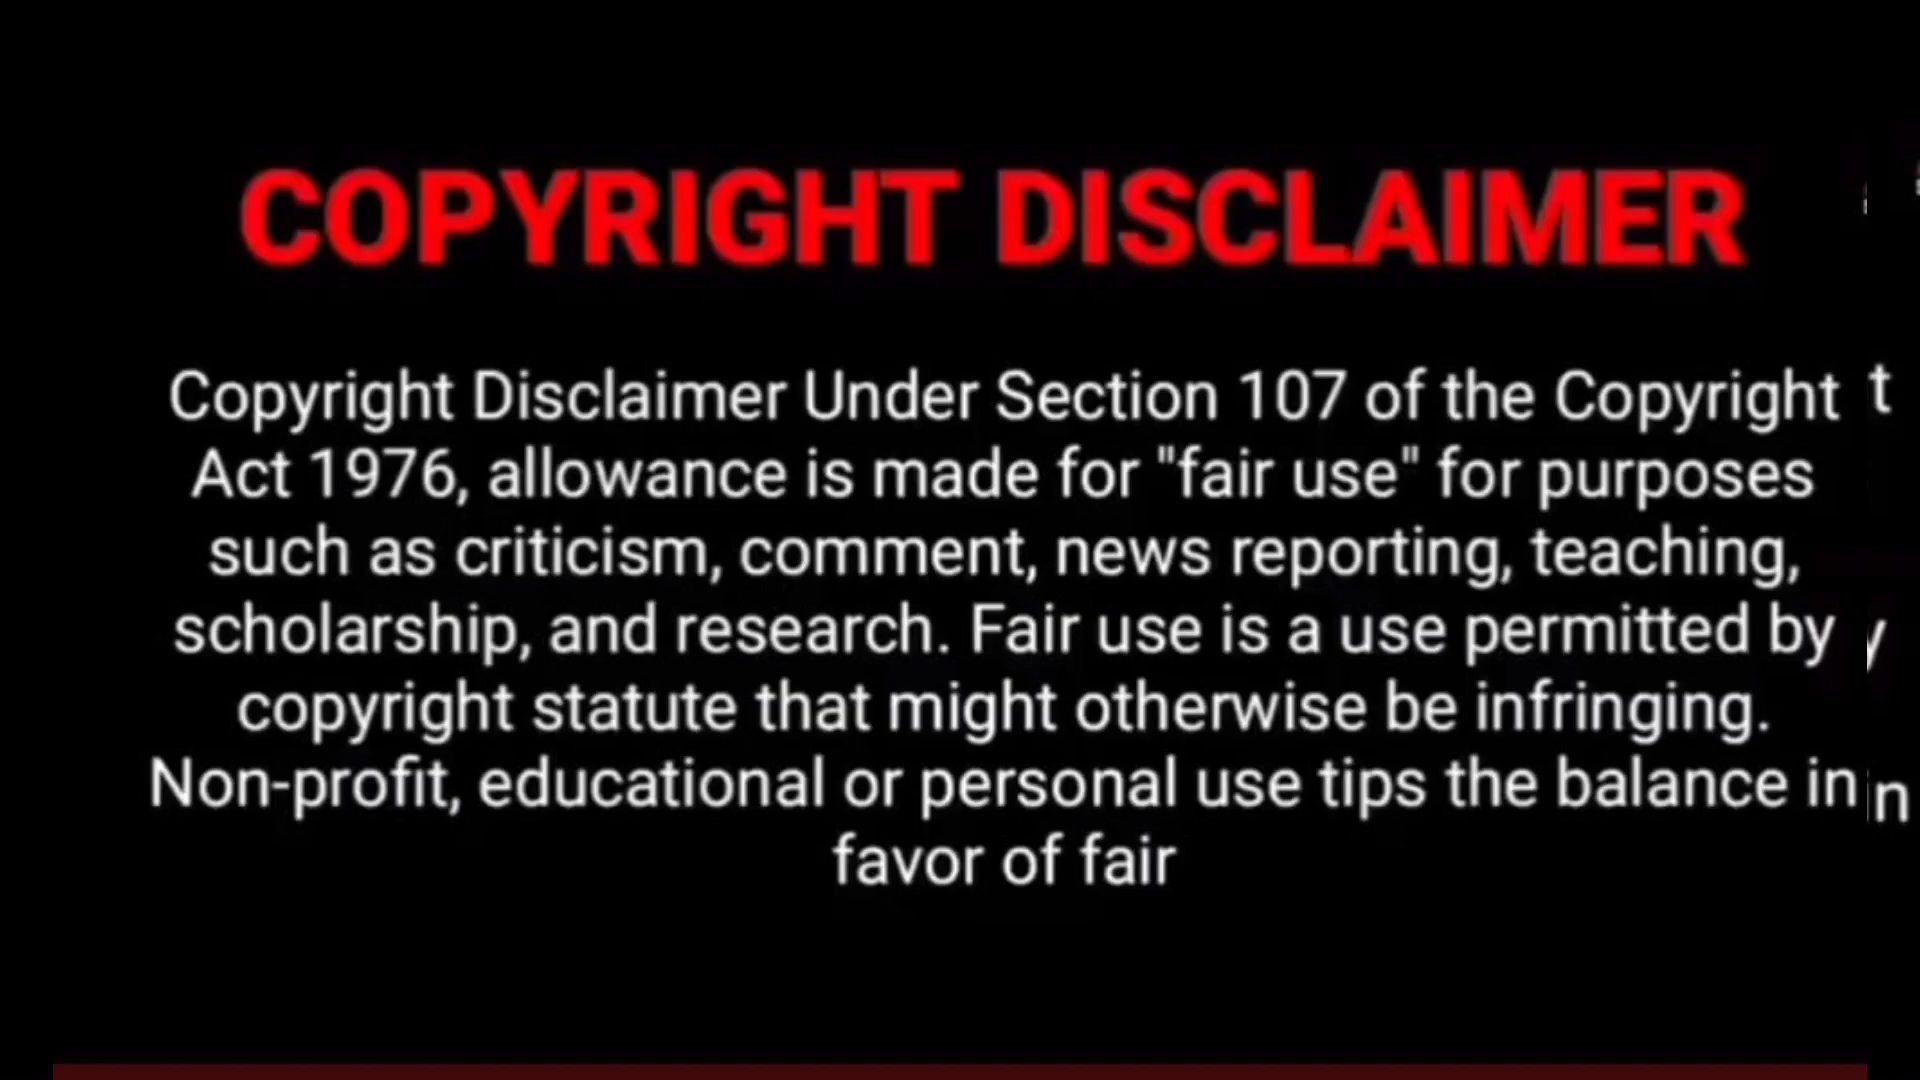 COPYRIGHT DISCLAIMER
Copyright Disclaimer Under Section 107 of the Copyright
Act 1976, allowance is made for "fair use" for purposes
such as criticism, comment, news reporting, teaching,
scholarship, and research. Fair use is a use permitted by
copyright statute that might otherwise be infringing.
Non-profit, educational or personal use tips the balance in
favor of fair